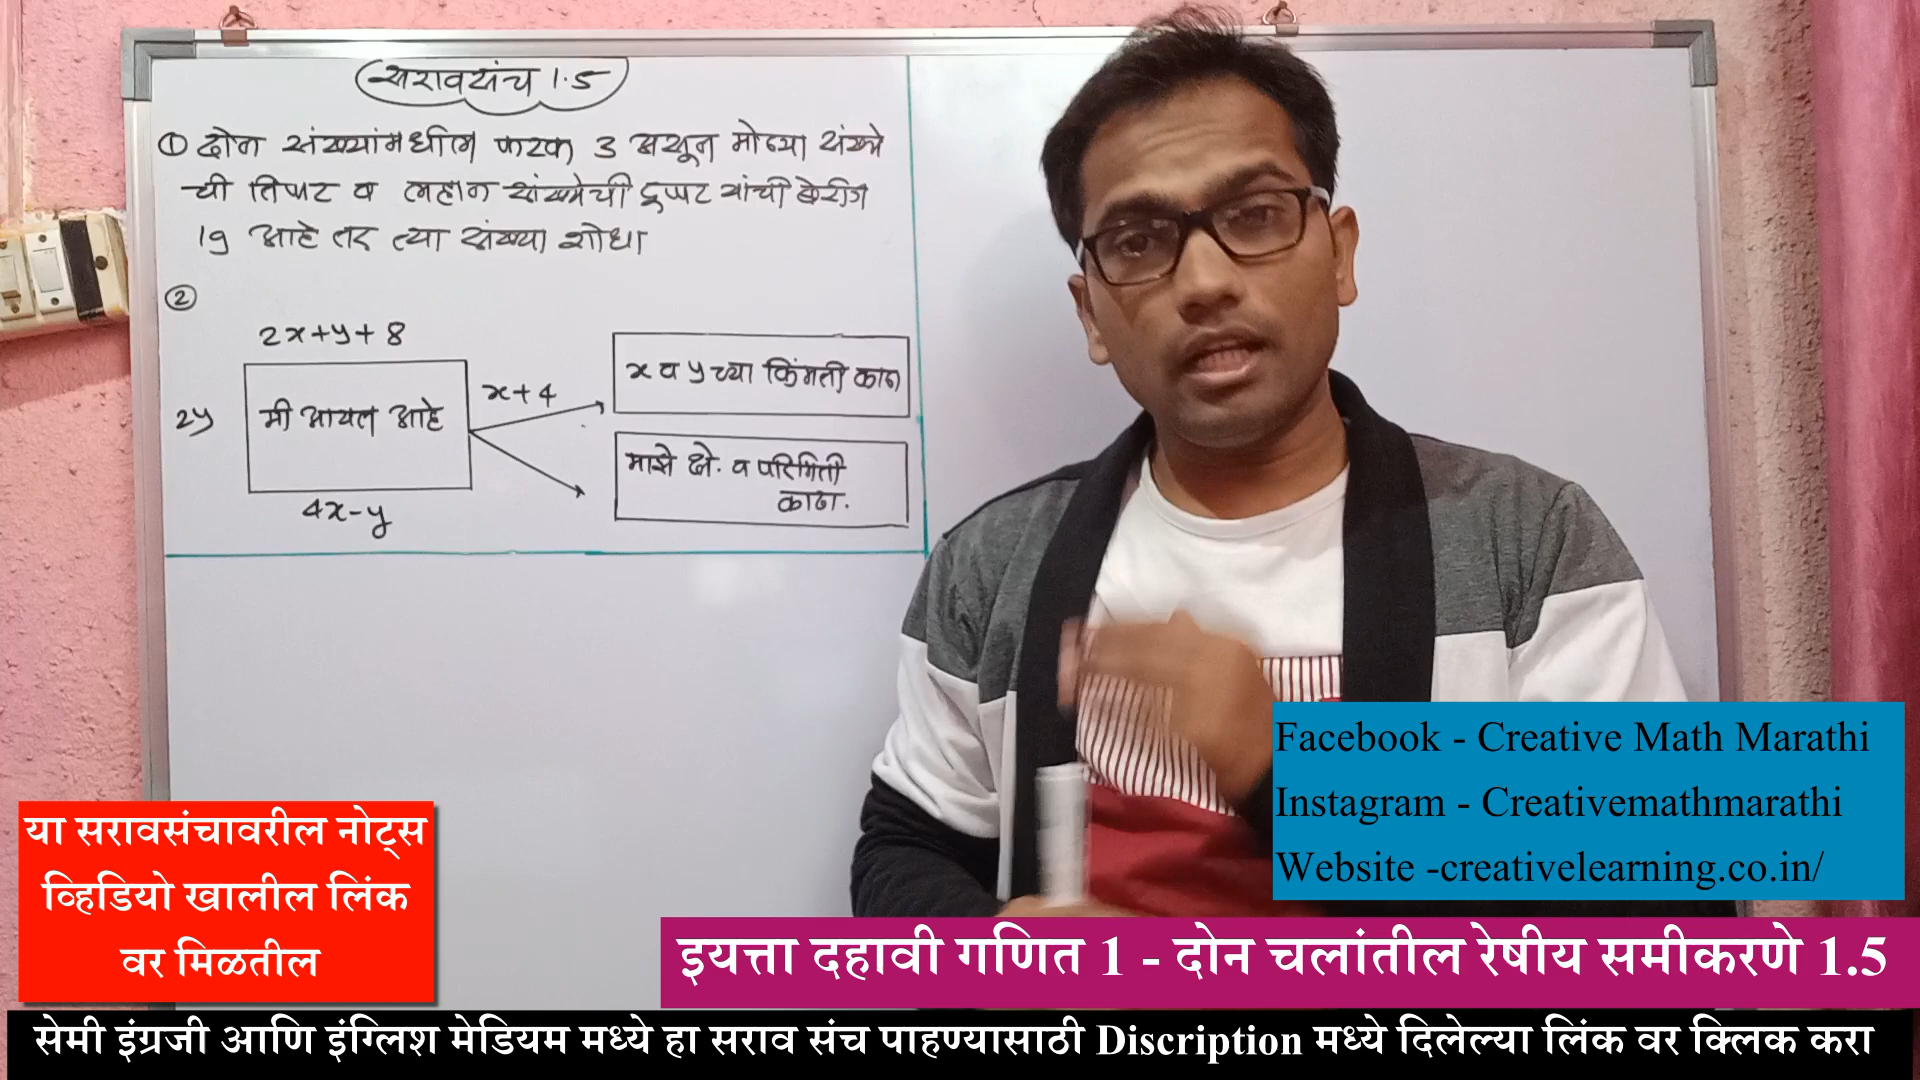 सरावसंच 1.5
① दोन संख्यांमधील फरक 3 असून मोठ्या संख्ये
ची तिप्पट व लहान संख्येची दुप्पट यांची बेरीज
19 आहे तर त्या संख्या शोधा
②
2x+y+8
2y
मी आयत आहे
x+4
4x-y
x व y च्या किंमती काढा
माझे क्षे. व परिमिती
काढा.
या सरावसंचावरील नोट्स
व्हिडियो खालील लिंक
वर मिळतील
Facebook - Creative Math Marathi
Instagram - Creativemathmarathi
Website -creativelearning.co.in/
इयत्ता दहावी गणित 1 - दोन चलांतील रेषीय समीकरणे 1.5
सेमी इंग्रजी आणि इंग्लिश मेडियम मध्ये हा सराव संच पाहण्यासाठी Discription मध्ये दिलेल्या लिंक वर क्लिक करा